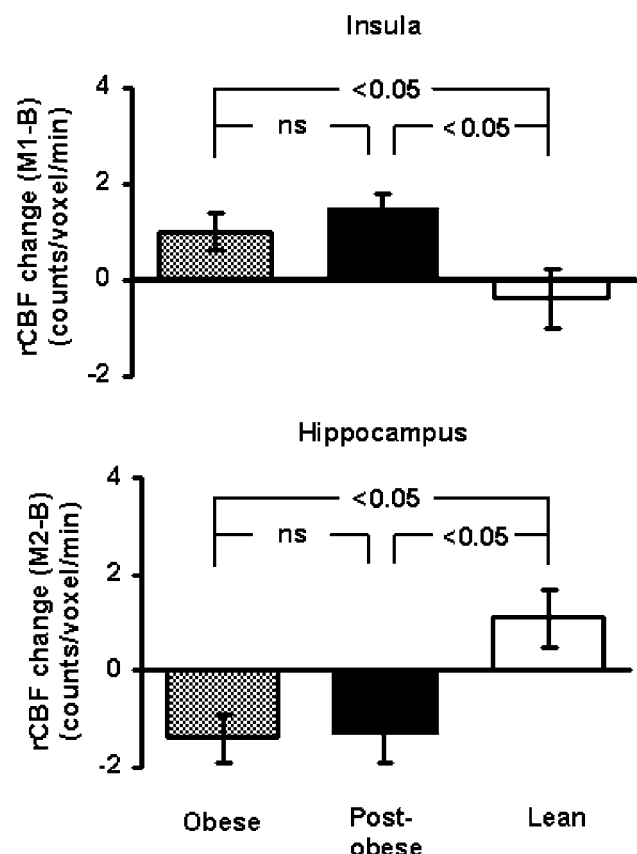 Insula
rCBF change (M1-B)
(counts/voxel/min)
4
2
0
-2
<0.05
ns
<0.05
Hippocampus
rCBF change (M2-B)
(counts/voxel/min)
4
2
0
-2
<0.05
ns
<0.05
Obese
Post-
obese
Lean